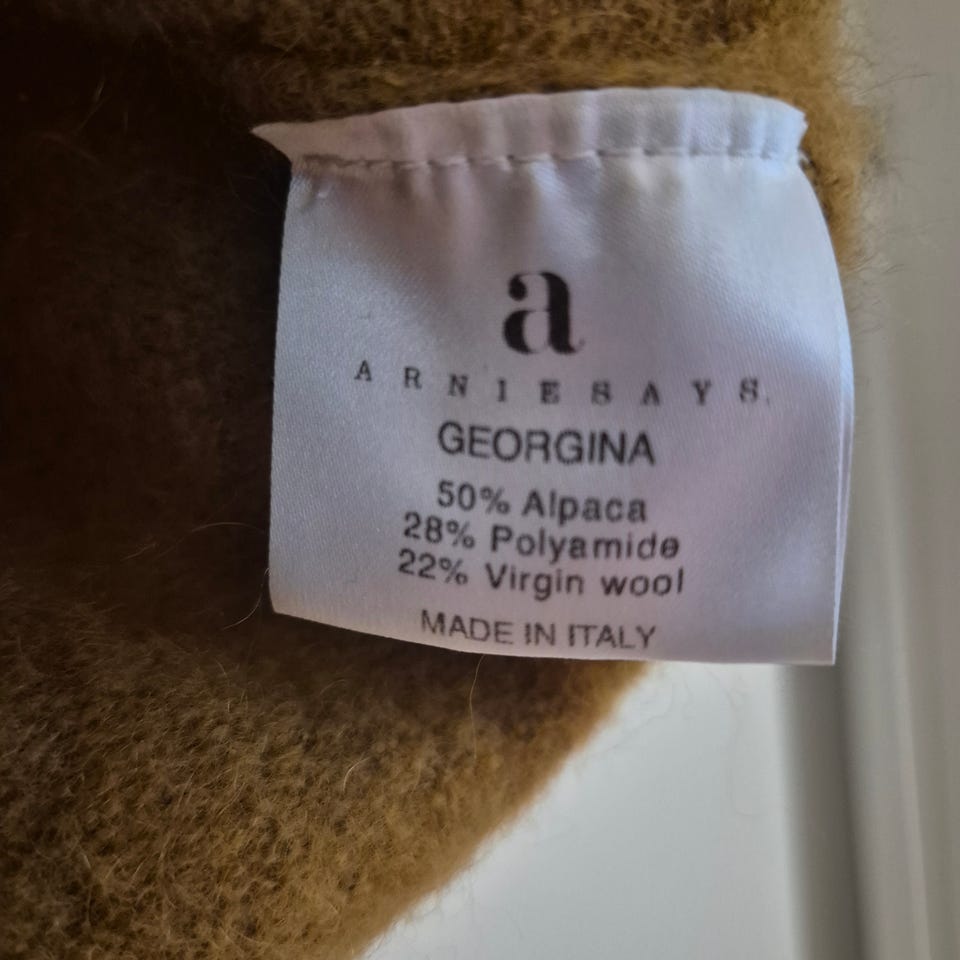 a
ARNIESAYS.
GEORGINA
50% Alpaca
28% Polyamide
22% Virgin wool
MADE IN ITALY